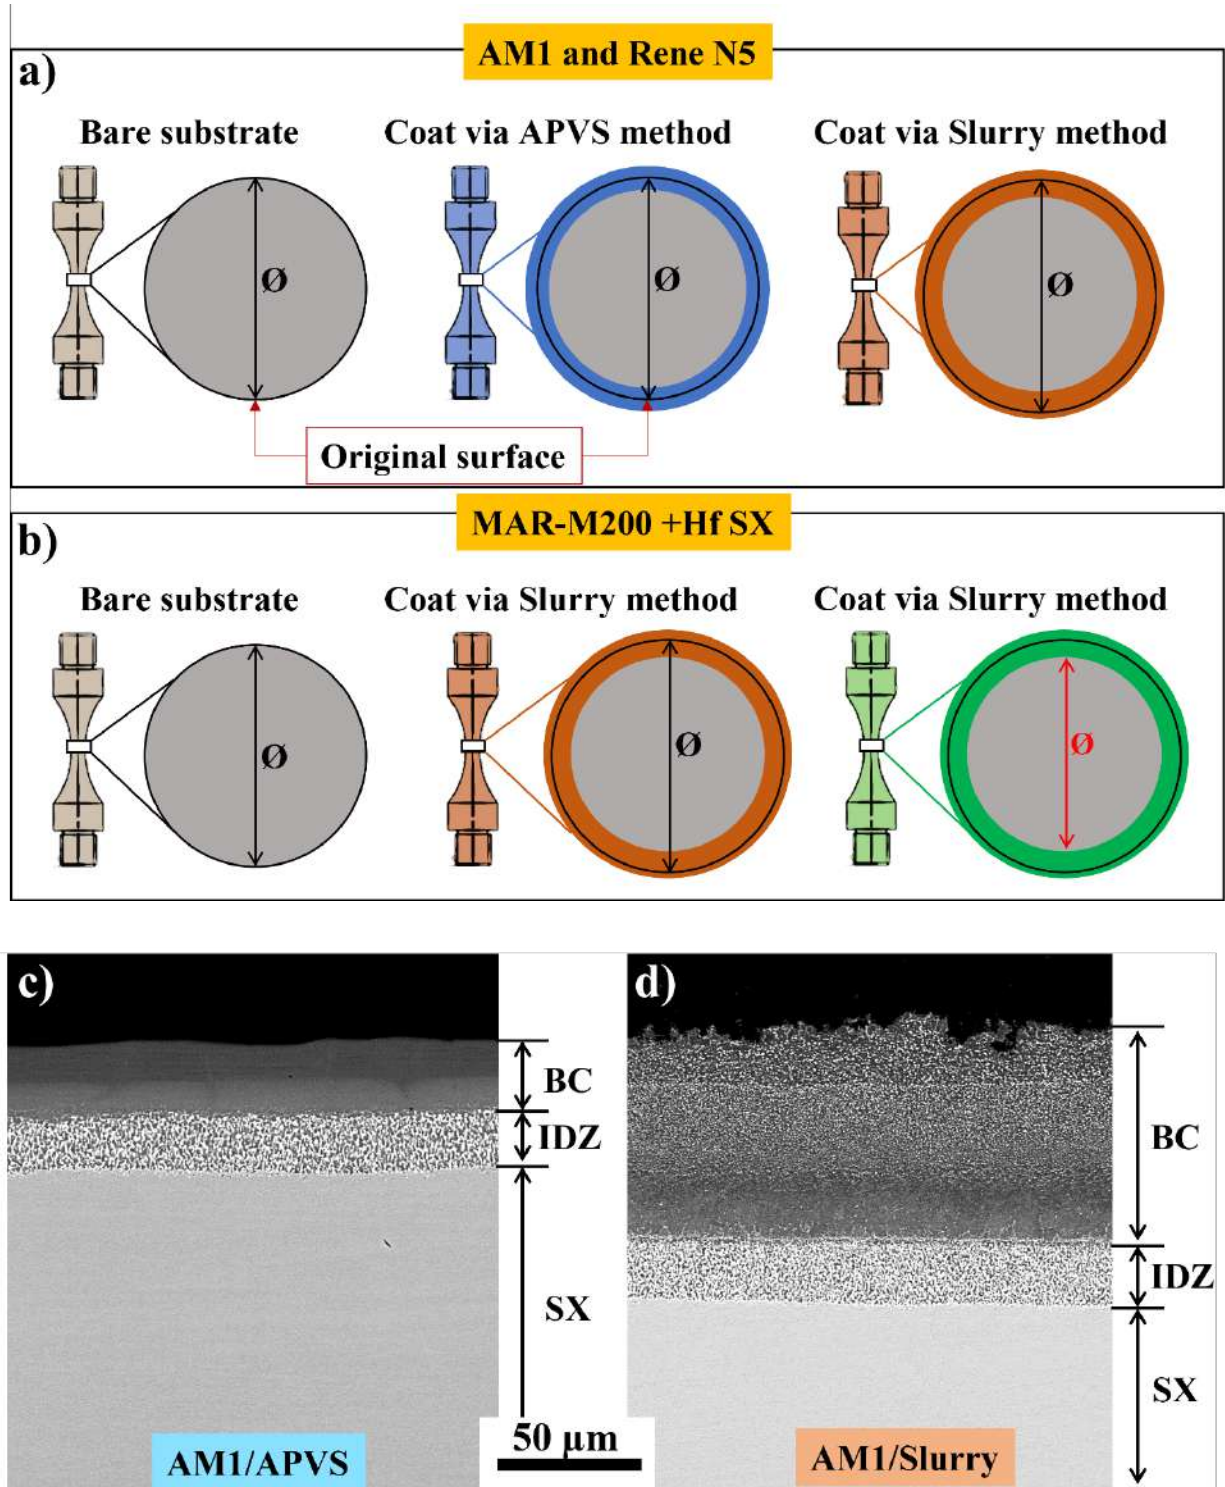 a)
AM1 and Rene N5
Bare substrate
Coat via APVS method
Coat via Slurry method
Ø
Ø
Ø
Original surface
b)
MAR-M200 +Hf SX
Bare substrate
Coat via Slurry method
Coat via Slurry method
Ø
Ø
Ø
c)
BC
IDZ
SX
AM1/APVS
50 µm
d)
BC
IDZ
SX
AM1/Slurry